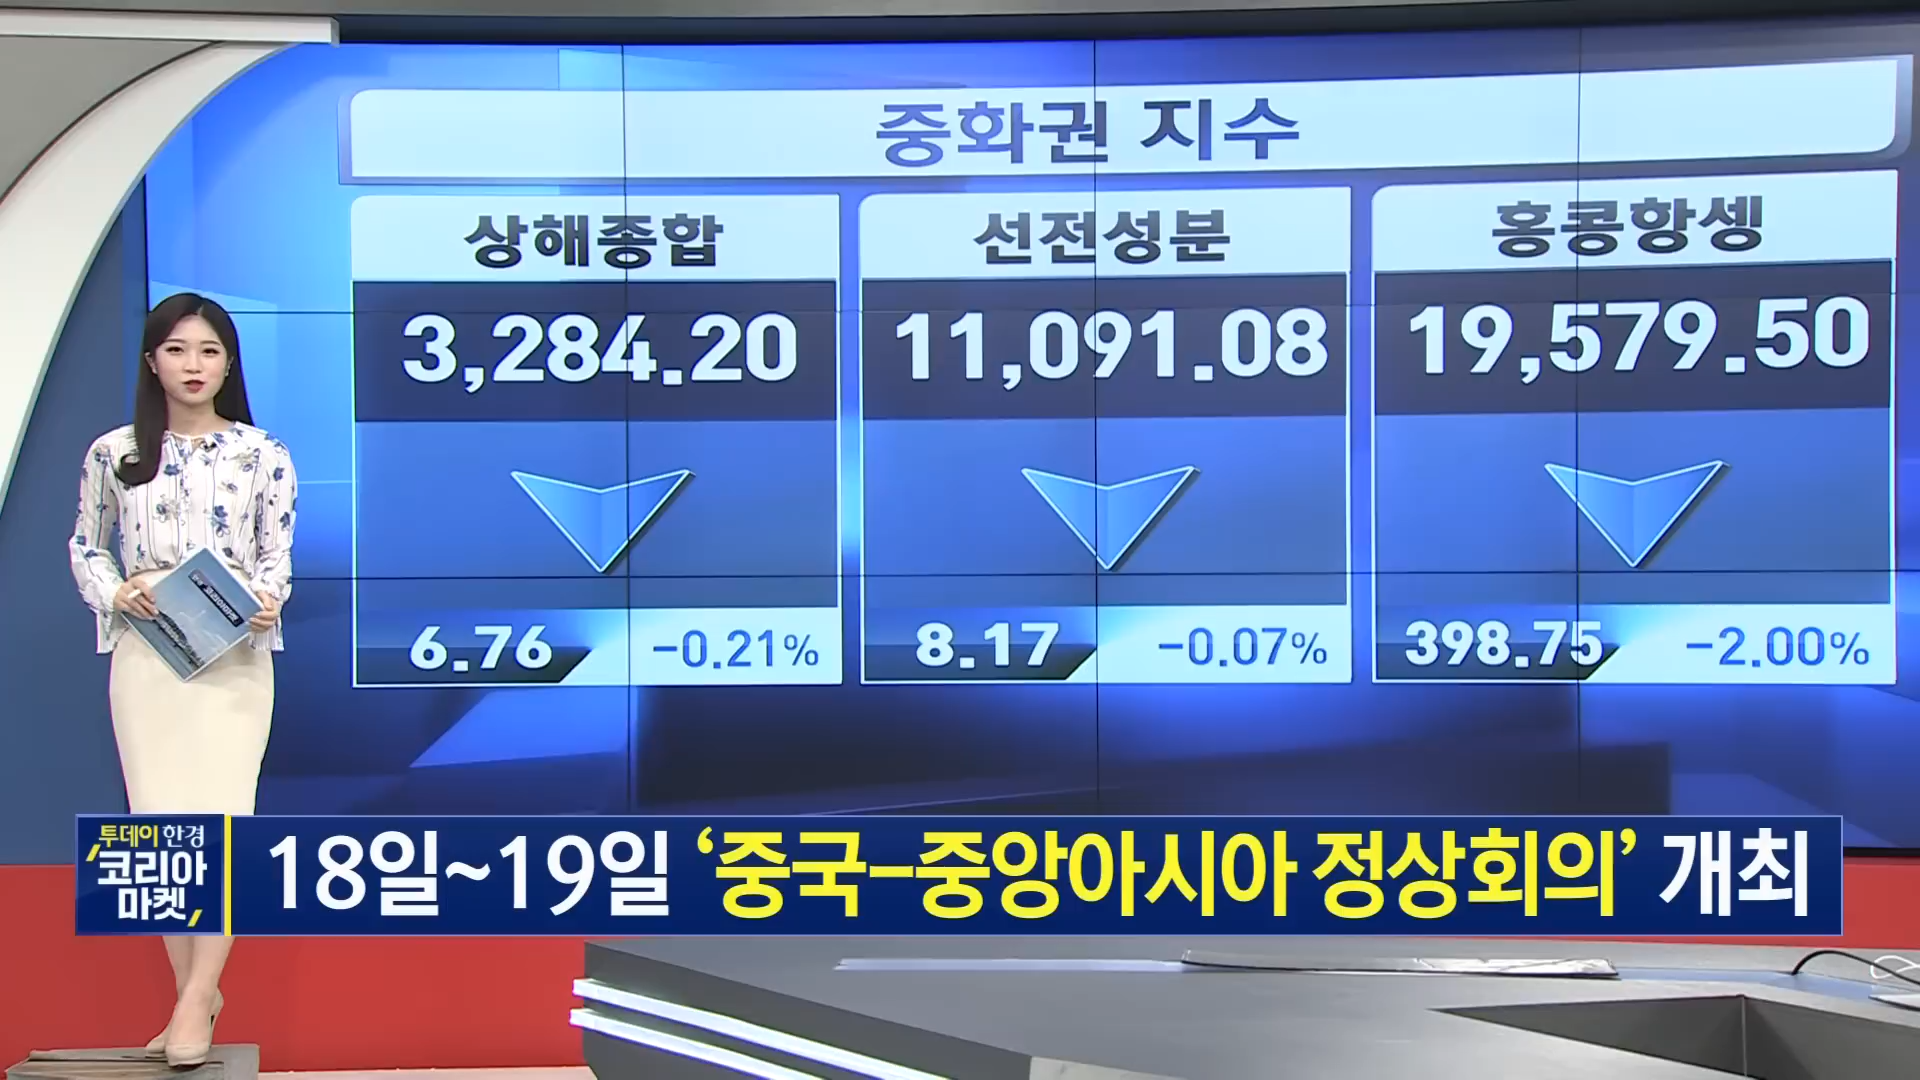 중화권 지수
상해종합
3,284.20
6.76
-0.21%
선전성분
11,091.08
8.17
-0.07%
홍콩항셍
19,579.50
398.75
-2.00%
투데이 한경
코리아
마켓
18일~19일 ‘중국-중앙아시아 정상회의’ 개최